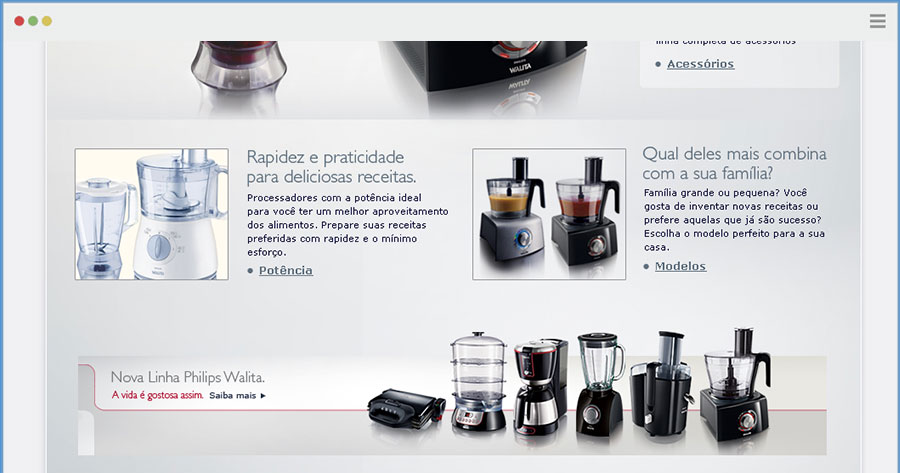 linha completa de acessórios
Acessórios
WALITA
Rapidez e praticidade
para deliciosas receitas.
Processadores com a potência ideal
para você ter um melhor aproveitamento
dos alimentos. Prepare suas receitas
preferidas com rapidez e o mínimo
esforço.
Potência
Qual deles mais combina
com a sua família?
Família grande ou pequena? Você
gosta de inventar novas receitas ou
prefere aquelas que já são sucesso?
Escolha o modelo perfeito para a sua
casa.
Modelos
Nova Linha Philips Walita.
A vida é gostosa assim. Saiba mais